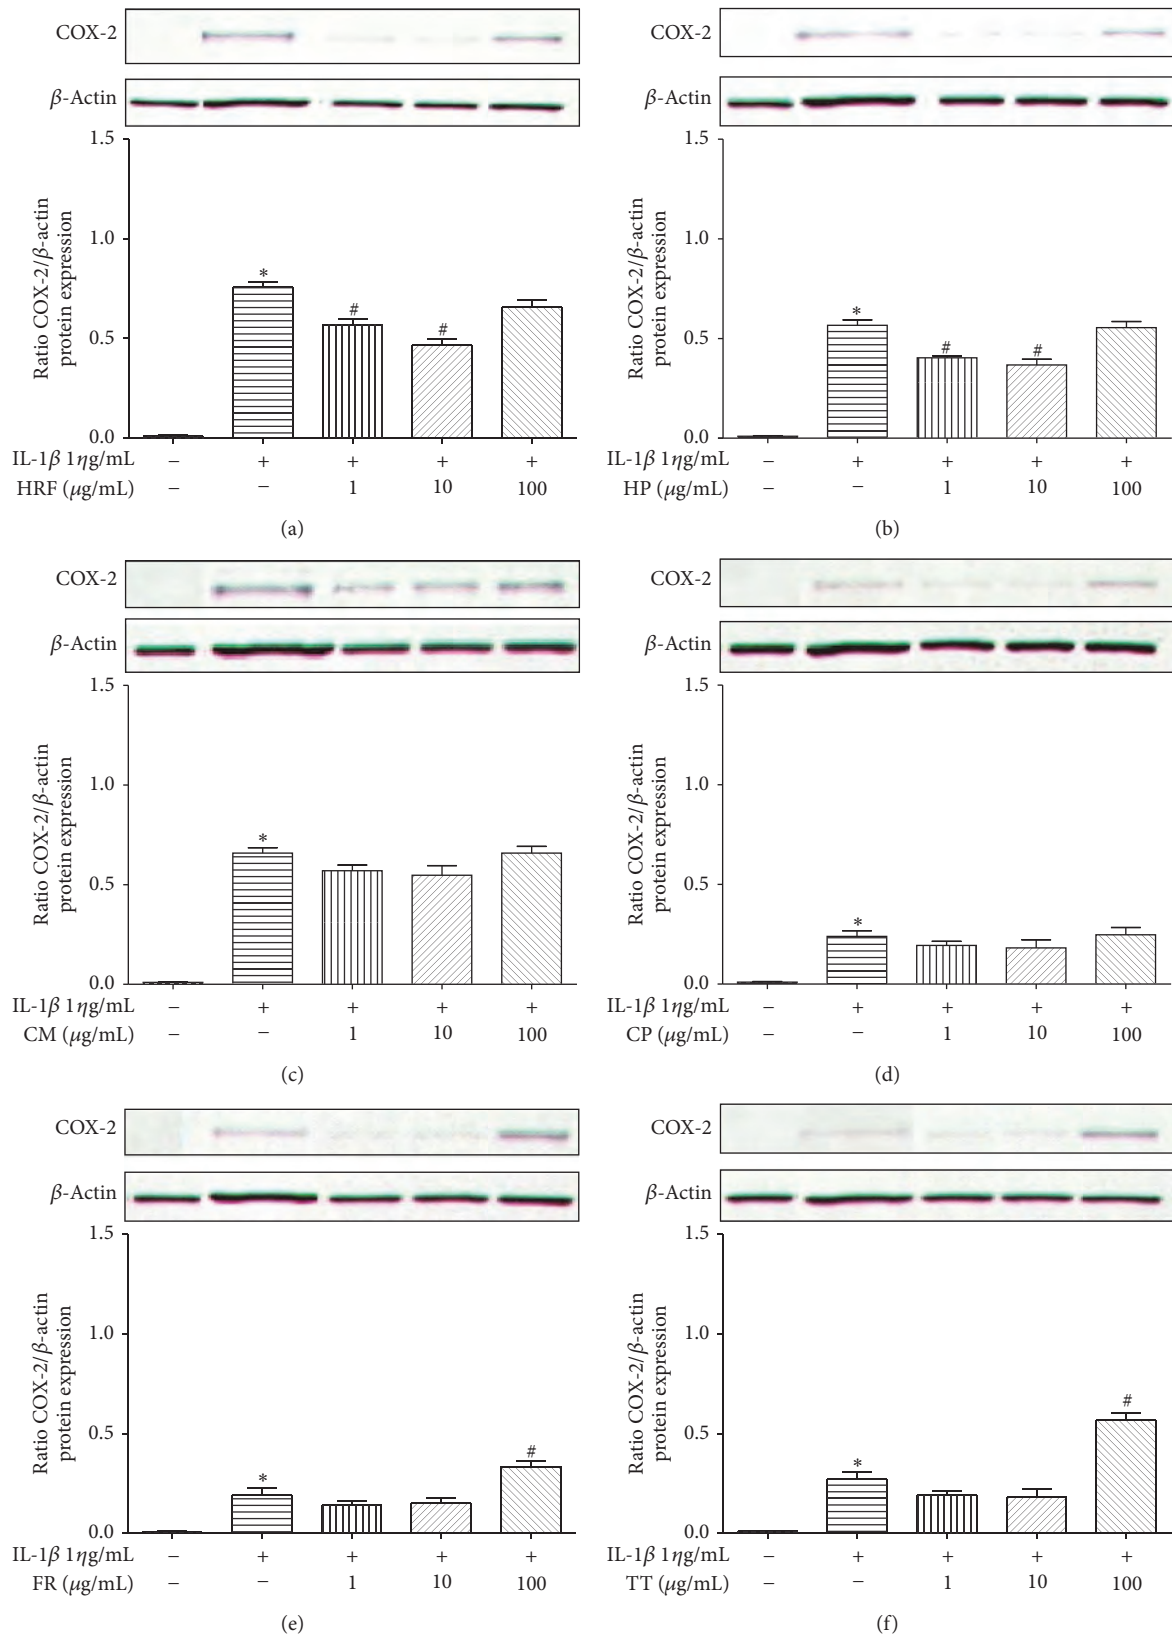 COX-2
β-Actin
1.5
1.0
0.5
0.0
Ratio COX-2/β-actin
protein expression
* # #
IL-1β 1ηg/mL − + + + +
HRF (μg/mL) − − 1 10 100
(a)
COX-2
β-Actin
1.5
1.0
0.5
0.0
Ratio COX-2/β-actin
protein expression
* # #
IL-1β 1ηg/mL − + + + +
HP (μg/mL) − − 1 10 100
(b)
COX-2
β-Actin
1.5
1.0
0.5
0.0
Ratio COX-2/β-actin
protein expression
*
IL-1β 1ηg/mL − + + + +
CM (μg/mL) − − 1 10 100
(c)
COX-2
β-Actin
1.5
1.0
0.5
0.0
Ratio COX-2/β-actin
protein expression
*
IL-1β 1ηg/mL − + + + +
CP (μg/mL) − − 1 10 100
(d)
COX-2
β-Actin
1.5
1.0
0.5
0.0
Ratio COX-2/β-actin
protein expression
* #
IL-1β 1ηg/mL − + + + +
FR (μg/mL) − − 1 10 100
(e)
COX-2
β-Actin
1.5
1.0
0.5
0.0
Ratio COX-2/β-actin
protein expression
* #
IL-1β 1ηg/mL − + + + +
TT (μg/mL) − − 1 10 100
(f)